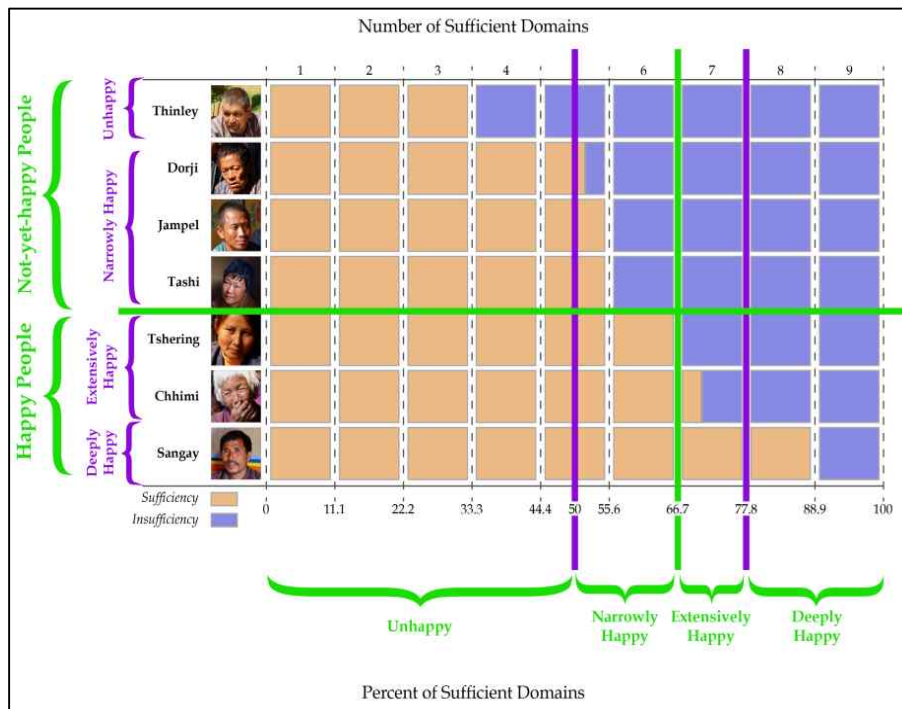 Number of Sufficient Domains
1 2 3 4 6 7 8 9
Not-yet-happy People
Happy People
Unhappy
Narrowly Happy
Extensively
Happy
Deeply
Happy
Thinley
Dorji
Jampel
Tashi
Tshering
Chhimi
Sangay
Sufficiency
Insufficiency
0 11.1 22.2 33.3 44.4 50 55.6 66.7 77.8 88.9 100
Unhappy
Narrowly
Happy
Extensively
Happy
Deeply
Happy
Percent of Sufficient Domains